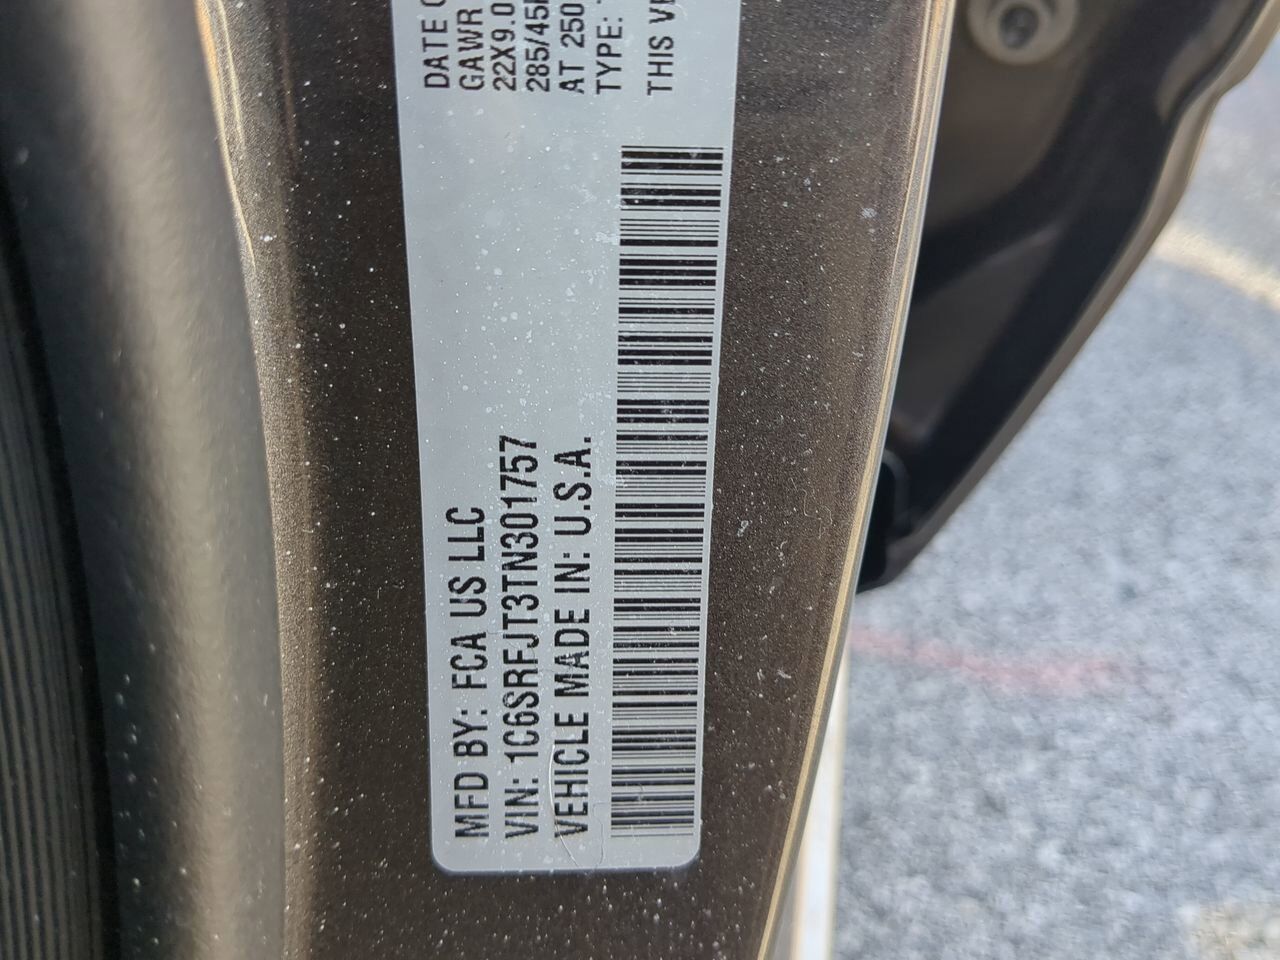 MFD BY: FCA US LLC
VIN: 1C6SRFJT3TN301757
VEHICLE MADE IN: U.S.A.
DATE O
GAWR
22X9.0
285/45
AT 250
TYPE:
THIS VE